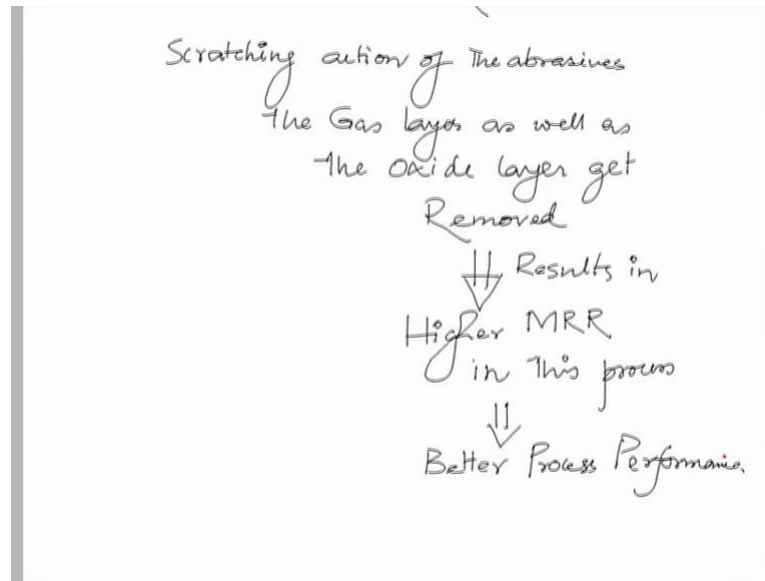 Scratching action of The abrasives
The Gas layer as well as
The oxide layer get
Removed
Results in
Higher MRR
in This process
Better Process Performanie.